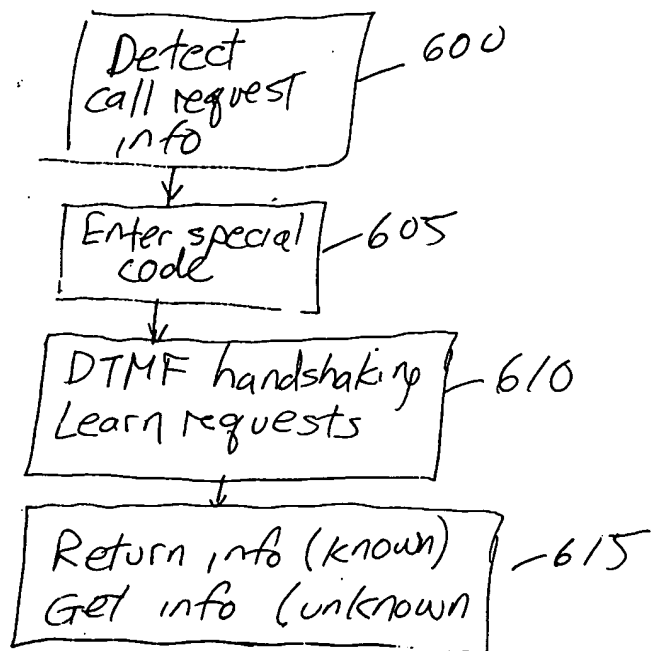 Detect
call request
info
600
Enter special
code
605
DTMF handshaking
Learn requests
610
Return info (known)
Get info (unknown
615